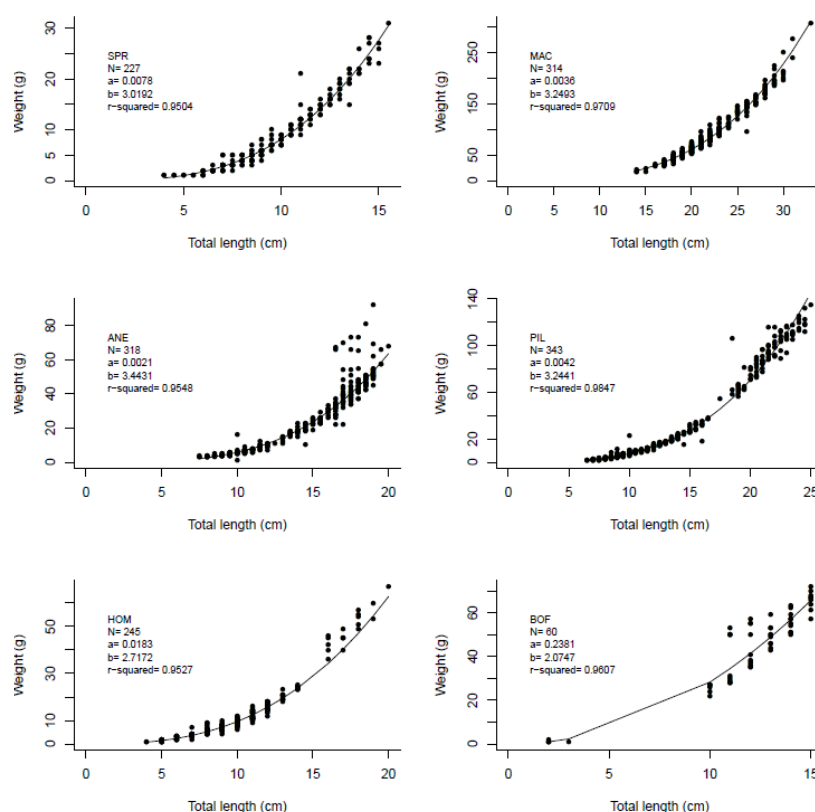 SPR
N= 227
a= 0.0078
b= 3.0192
r−squared= 0.9504
Weight (g)
0 5 10 20 30
0 5 10 15
Total length (cm)
MAC
N= 314
a= 0.0036
b= 3.2493
r−squared= 0.9709
Weight (g)
0 50 150 250
0 5 10 20 30
Total length (cm)
ANE
N= 318
a= 0.0021
b= 3.4431
r−squared= 0.9548
Weight (g)
0 20 40 60 80
0 5 10 15 20
Total length (cm)
PIL
N= 343
a= 0.0042
b= 3.2441
r−squared= 0.9847
Weight (g)
0 20 60 100 140
0 5 10 15 20 25
Total length (cm)
HOM
N= 245
a= 0.0183
b= 2.7172
r−squared= 0.9527
Weight (g)
0 10 30 50
0 5 10 15 20
Total length (cm)
BOF
N= 60
a= 0.2381
b= 2.0747
r−squared= 0.9607
Weight (g)
0 20 40 60
0 5 10 15
Total length (cm)